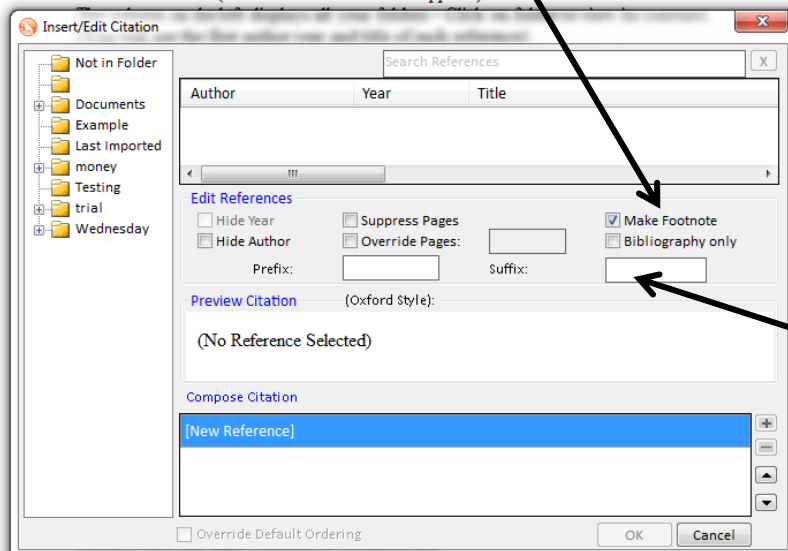 Insert/Edit Citation
x
Not in Folder
Documents
Example
Last Imported
money
Testing
trial
Wednesday
Search References
X
Author Year Title
Edit References
Hide Year Suppress Pages Make Footnote
Hide Author Override Pages: Bibliography only
Prefix: Suffix:
Preview Citation (Oxford Style):
(No Reference Selected)
Compose Citation
[New Reference]
Override Default Ordering
OK Cancel